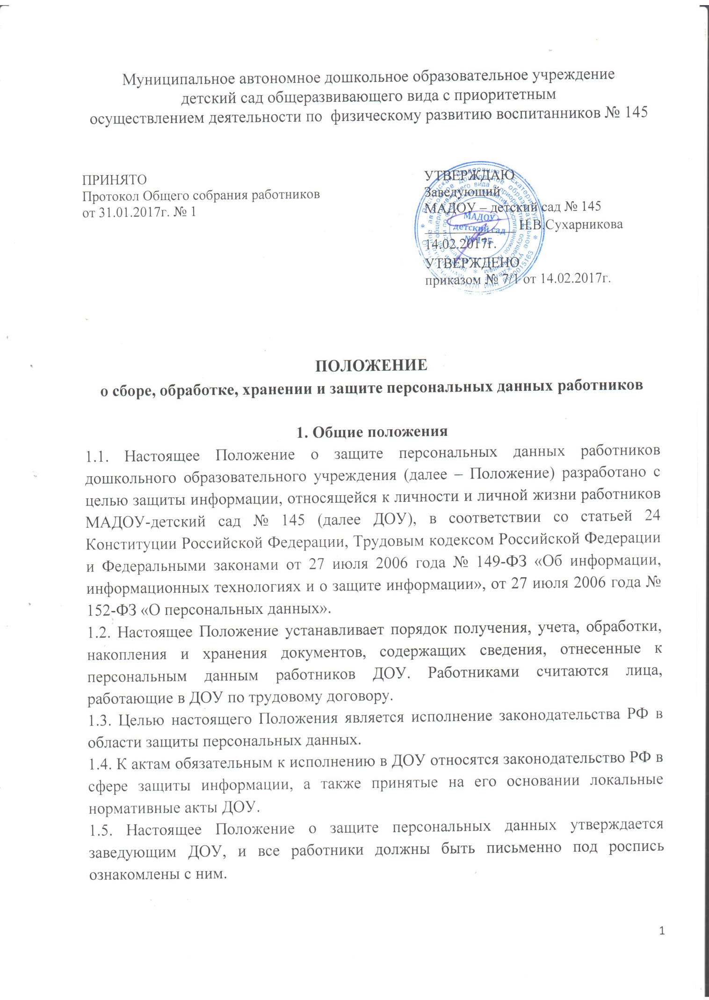 Муниципальное автономное дошкольное образовательное учреждение
детский сад общеразвивающего вида с приоритетным
осуществлением деятельности по физическому развитию воспитанников № 145
ПРИНЯТО
Протокол Общего собрания работников
от 31.01.2017г. № 1
УТВЕРЖДАЮ
Заведующий
МАДОУ – детский сад № 145
______________ Н.В.Сухарникова
14.02.2017г.
УТВЕРЖДЕНО
приказом № 7/1 от 14.02.2017г.
МАДОУ –
детский сад
№ 145
ПОЛОЖЕНИЕ
о сборе, обработке, хранении и защите персональных данных работников
1. Общие положения
1.1. Настоящее Положение о защите персональных данных работников
дошкольного образовательного учреждения (далее – Положение) разработано с
целью защиты информации, относящейся к личности и личной жизни работников
МАДОУ-детский сад № 145 (далее ДОУ), в соответствии со статьей 24
Конституции Российской Федерации, Трудовым кодексом Российской Федерации
и Федеральными законами от 27 июля 2006 года № 149-ФЗ «Об информации,
информационных технологиях и о защите информации», от 27 июля 2006 года №
152-ФЗ «О персональных данных».
1.2. Настоящее Положение устанавливает порядок получения, учета, обработки,
накопления и хранения документов, содержащих сведения, отнесенные к
персональным данным работников ДОУ. Работниками считаются лица,
работающие в ДОУ по трудовому договору.
1.3. Целью настоящего Положения является исполнение законодательства РФ в
области защиты персональных данных.
1.4. К актам обязательным к исполнению в ДОУ относятся законодательство РФ в
сфере защиты информации, а также принятые на его основании локальные
нормативные акты ДОУ.
1.5. Настоящее Положение о защите персональных данных утверждается
заведующим ДОУ, и все работники должны быть письменно под роспись
ознакомлены с ним.
1